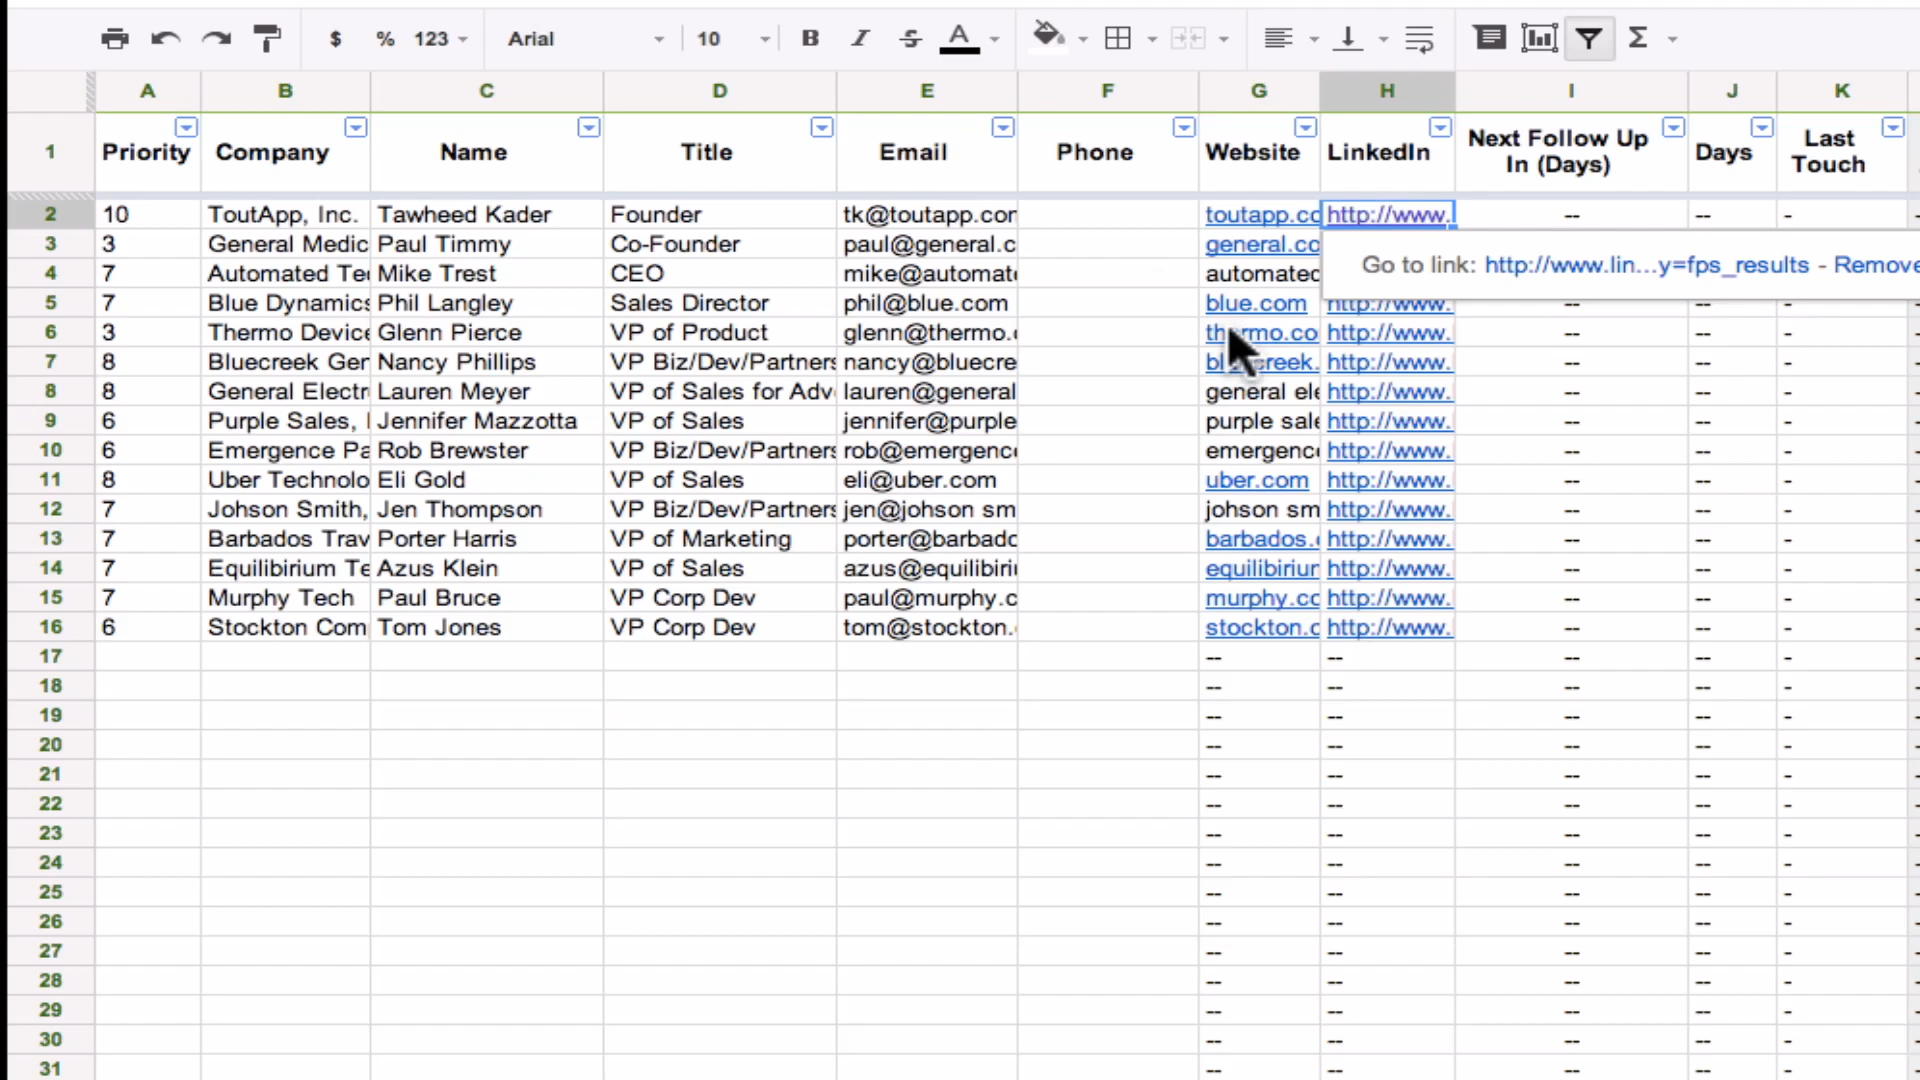 $ % 123 Arial 10 B I S A Σ
A B C D E F G H I J K
1 Priority Company Name Title Email Phone Website LinkedIn Next Follow Up In (Days) Days Last Touch
2 10 ToutApp, Inc. Tawheed Kader Founder tk@toutapp.con toutapp.co http://www. -- - -
3 3 General Medic Paul Timmy Co-Founder paul@general.c general.co
Go to link: http://www.lin...y=fps_results - Remove
4 7 Automated Te Mike Trest CEO mike@automat automated
5 7 Blue Dynamics Phil Langley Sales Director phil@blue.com blue.com http://www. -- - -
6 3 Thermo Device Glenn Pierce VP of Product glenn@thermo. thermo.co http://www. -- - -
7 8 Bluecreek Ger Nancy Phillips VP Biz/Dev/Partners nancy@bluecre bluecreek. http://www. -- - -
8 8 General Electr Lauren Meyer VP of Sales for Adv lauren@general general ele http://www. -- - -
9 6 Purple Sales, Jennifer Mazzotta VP of Sales jennifer@purple purple sale http://www. -- - -
10 6 Emergence Pa Rob Brewster VP Biz/Dev/Partners rob@emergenc emergenc http://www. -- - -
11 8 Uber Technolo Eli Gold VP of Sales eli@uber.com uber.com http://www. -- - -
12 7 Johson Smith, Jen Thompson VP Biz/Dev/Partners jen@johson sm johson sm http://www. -- - -
13 7 Barbados Trav Porter Harris VP of Marketing porter@barbado barbados. http://www. -- - -
14 7 Equilibirium Te Azus Klein VP of Sales azus@equilibiri equilibiriur http://www. -- - -
15 7 Murphy Tech Paul Bruce VP Corp Dev paul@murphy.c murphy.cc http://www. -- - -
16 6 Stockton Com Tom Jones VP Corp Dev tom@stockton. stockton.c http://www. -- - -
17 -- -- -- - -
18 -- -- -- - -
19 -- -- -- - -
20 -- -- -- - -
21 -- -- -- - -
22 -- -- -- - -
23 -- -- -- - -
24 -- -- -- - -
25 -- -- -- - -
26 -- -- -- - -
27 -- -- -- - -
28 -- -- -- - -
29 -- -- -- - -
30 -- -- -- - -
31 -- -- -- - -